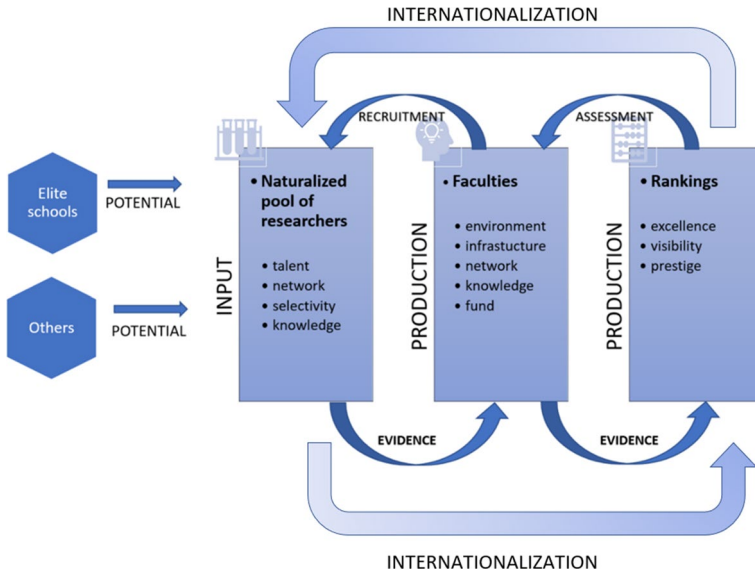 INTERNATIONALIZATION
RECRUITMENT
ASSESSMENT
Elite
schools
POTENTIAL
Others
POTENTIAL
INPUT
• Naturalized
pool of
researchers
• talent
• network
• selectivity
• knowledge
PRODUCTION
• Faculties
• environment
• infrastucture
• network
• knowledge
• fund
PRODUCTION
• Rankings
• excellence
• visibility
• prestige
EVIDENCE
EVIDENCE
INTERNATIONALIZATION